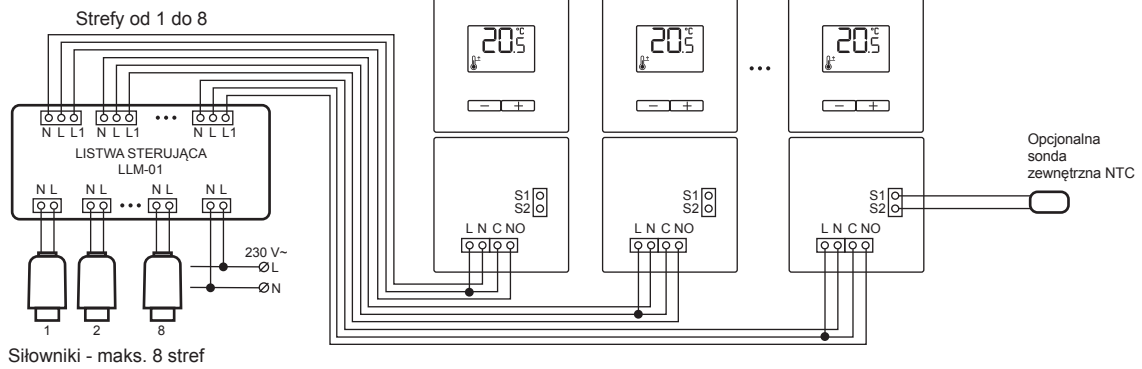 Strefy od 1 do 8
20.5 °C
20.5 °C
...
20.5 °C
N L L1 N L L1 ... N L L1
LISTWA STERUJĄCA
LLM-01
N L N L ... N L N L
230 V~
L
N
1 2 8
Siłowniki - maks. 8 stref
S1
S2
L N C NO
S1
S2
L N C NO
S1
S2
L N C NO
Opcjonalna
sonda
zewnętrzna NTC